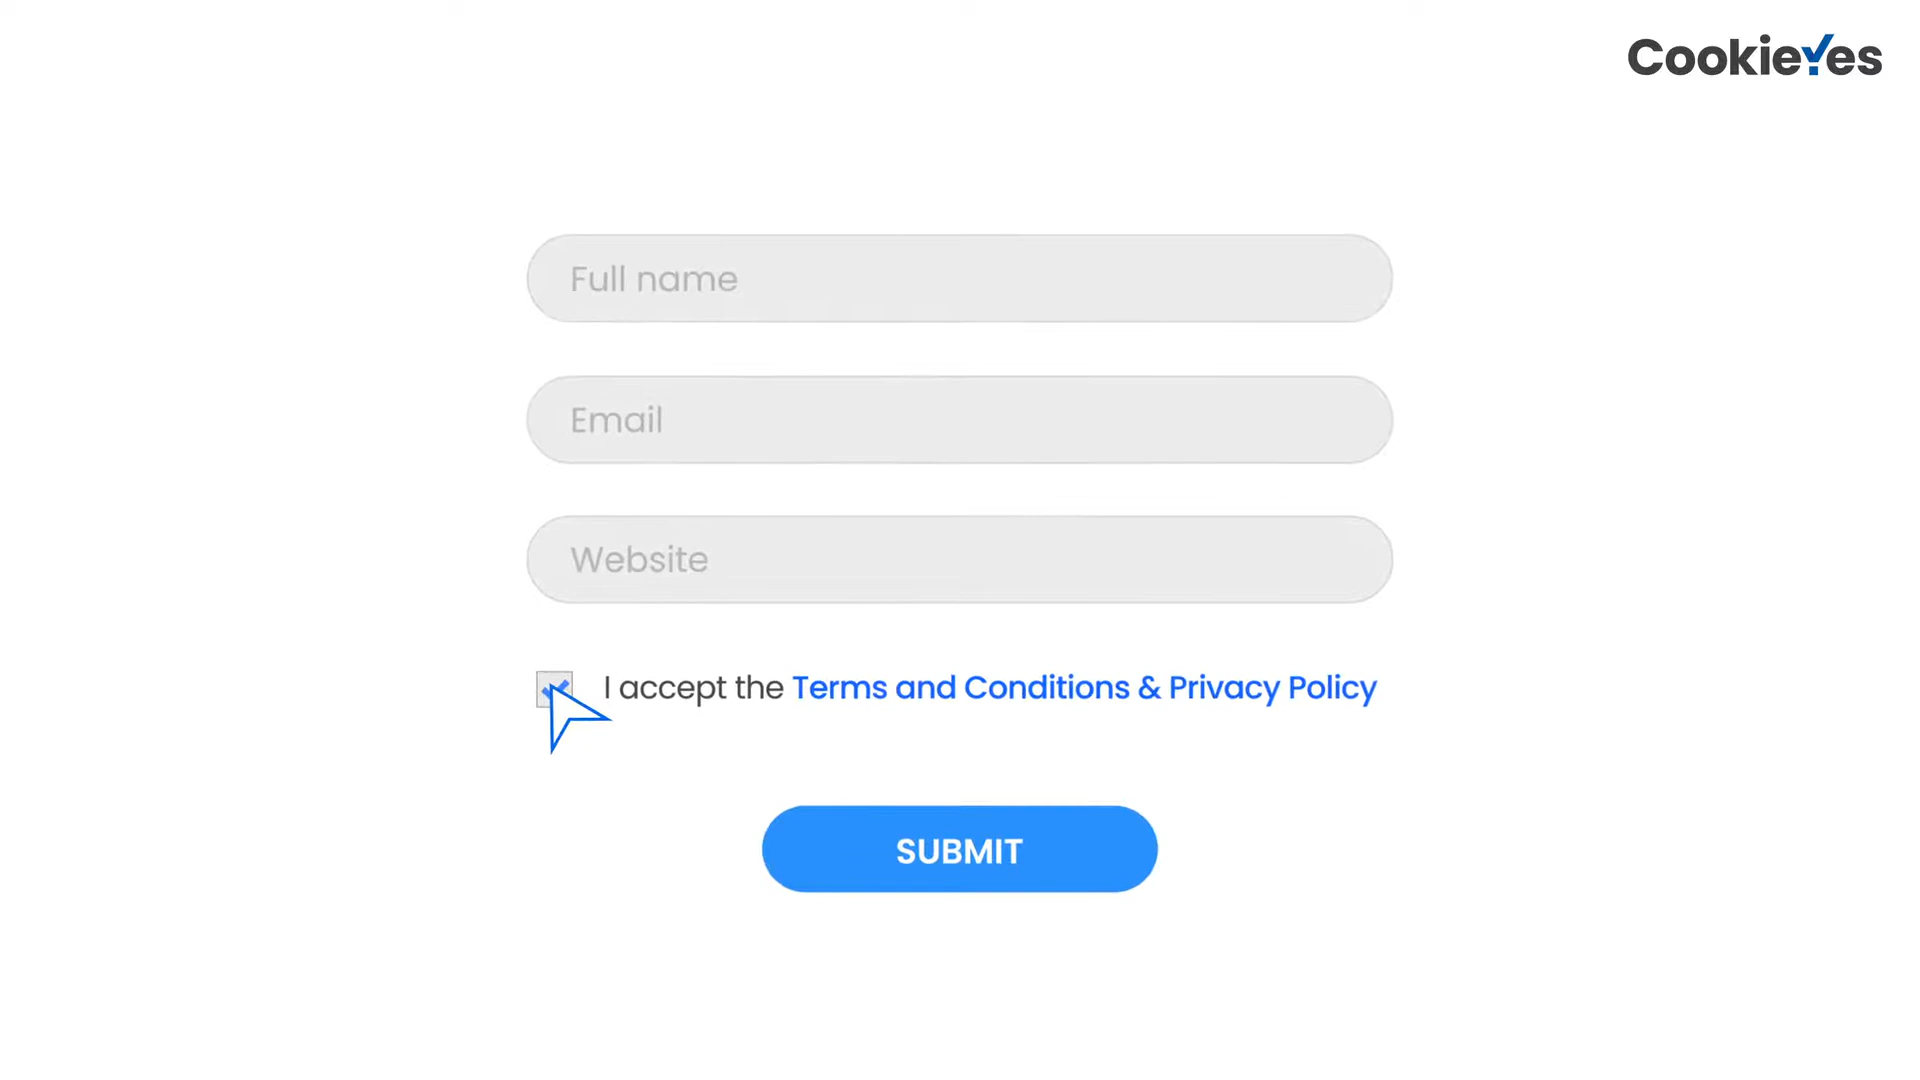 CookieYes
Full name
Email
Website
I accept the Terms and Conditions & Privacy Policy
SUBMIT